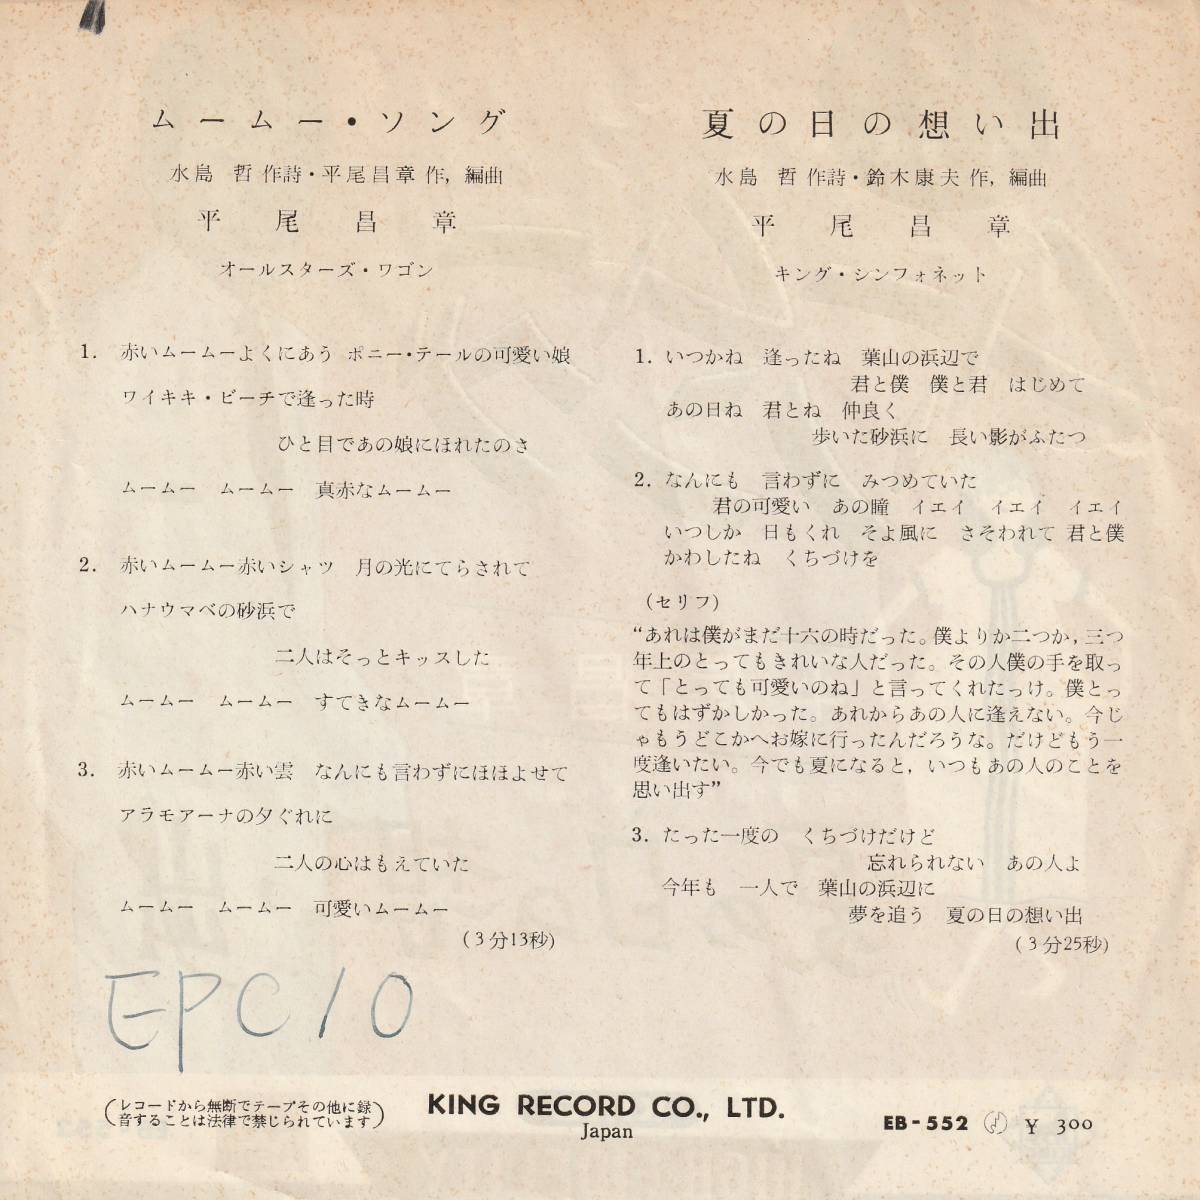 ムームー・ソング
水島 哲 作詩・平尾昌章 作, 編曲
平尾昌章
オールスターズ・ワゴン
1. 赤いムームーよくにあう ポニー・テールの可愛い娘
ワイキキ・ビーチで逢った時
ひと目であの娘にほれたのさ
ムームー ムームー 真赤なムームー
2. 赤いムームー赤いシャツ 月の光にてらされて
ハナウマベの砂浜で
二人はそっとキッスした
ムームー ムームー すてきなムームー
3. 赤いムームー赤い雲 なんにも言わずにほほよせて
アラモアーナの夕ぐれに
二人の心はもえていた
ムームー ムームー 可愛いムームー
(3分13秒)
EPC10
夏の日の想い出
水島 哲 作詩・鈴木康夫 作, 編曲
平尾昌章
キング・シンフォネット
1. いつかね 逢ったね 葉山の浜辺で
君と僕 僕と君 はじめて
あの日ね 君とね 仲良く
歩いた砂浜に 長い影がふたつ
2. なんにも 言わずに みつめていた
君の可愛い あの瞳 イエイ イエイ イエイ
いつしか 日もくれ そよ風に さそわれて 君と僕
かわしたね くちづけを
(セリフ)
“あれは僕がまだ十六の時だった。僕よりか二つか, 三つ
年上のとってもきれいな人だった。その人僕の手を取っ
て「とっても可愛いのね」と言ってくれたっけ。僕とっ
てもはずかしかった。あれからあの人に逢えない。今じ
ゃもうどこかへお嫁に行ったんだろうな。だけどもう一
度逢いたい。今でも夏になると, いつもあの人のことを
思い出す”
3. たった一度の くちづけだけど
忘れられない あの人よ
今年も 一人で 葉山の浜辺に
夢を追う 夏の日の想い出
(3分25秒)
(レコードから無断でテープその他に録
音することは法律で禁じられています)
KING RECORD CO., LTD.
Japan
EB-552 ¥ 300